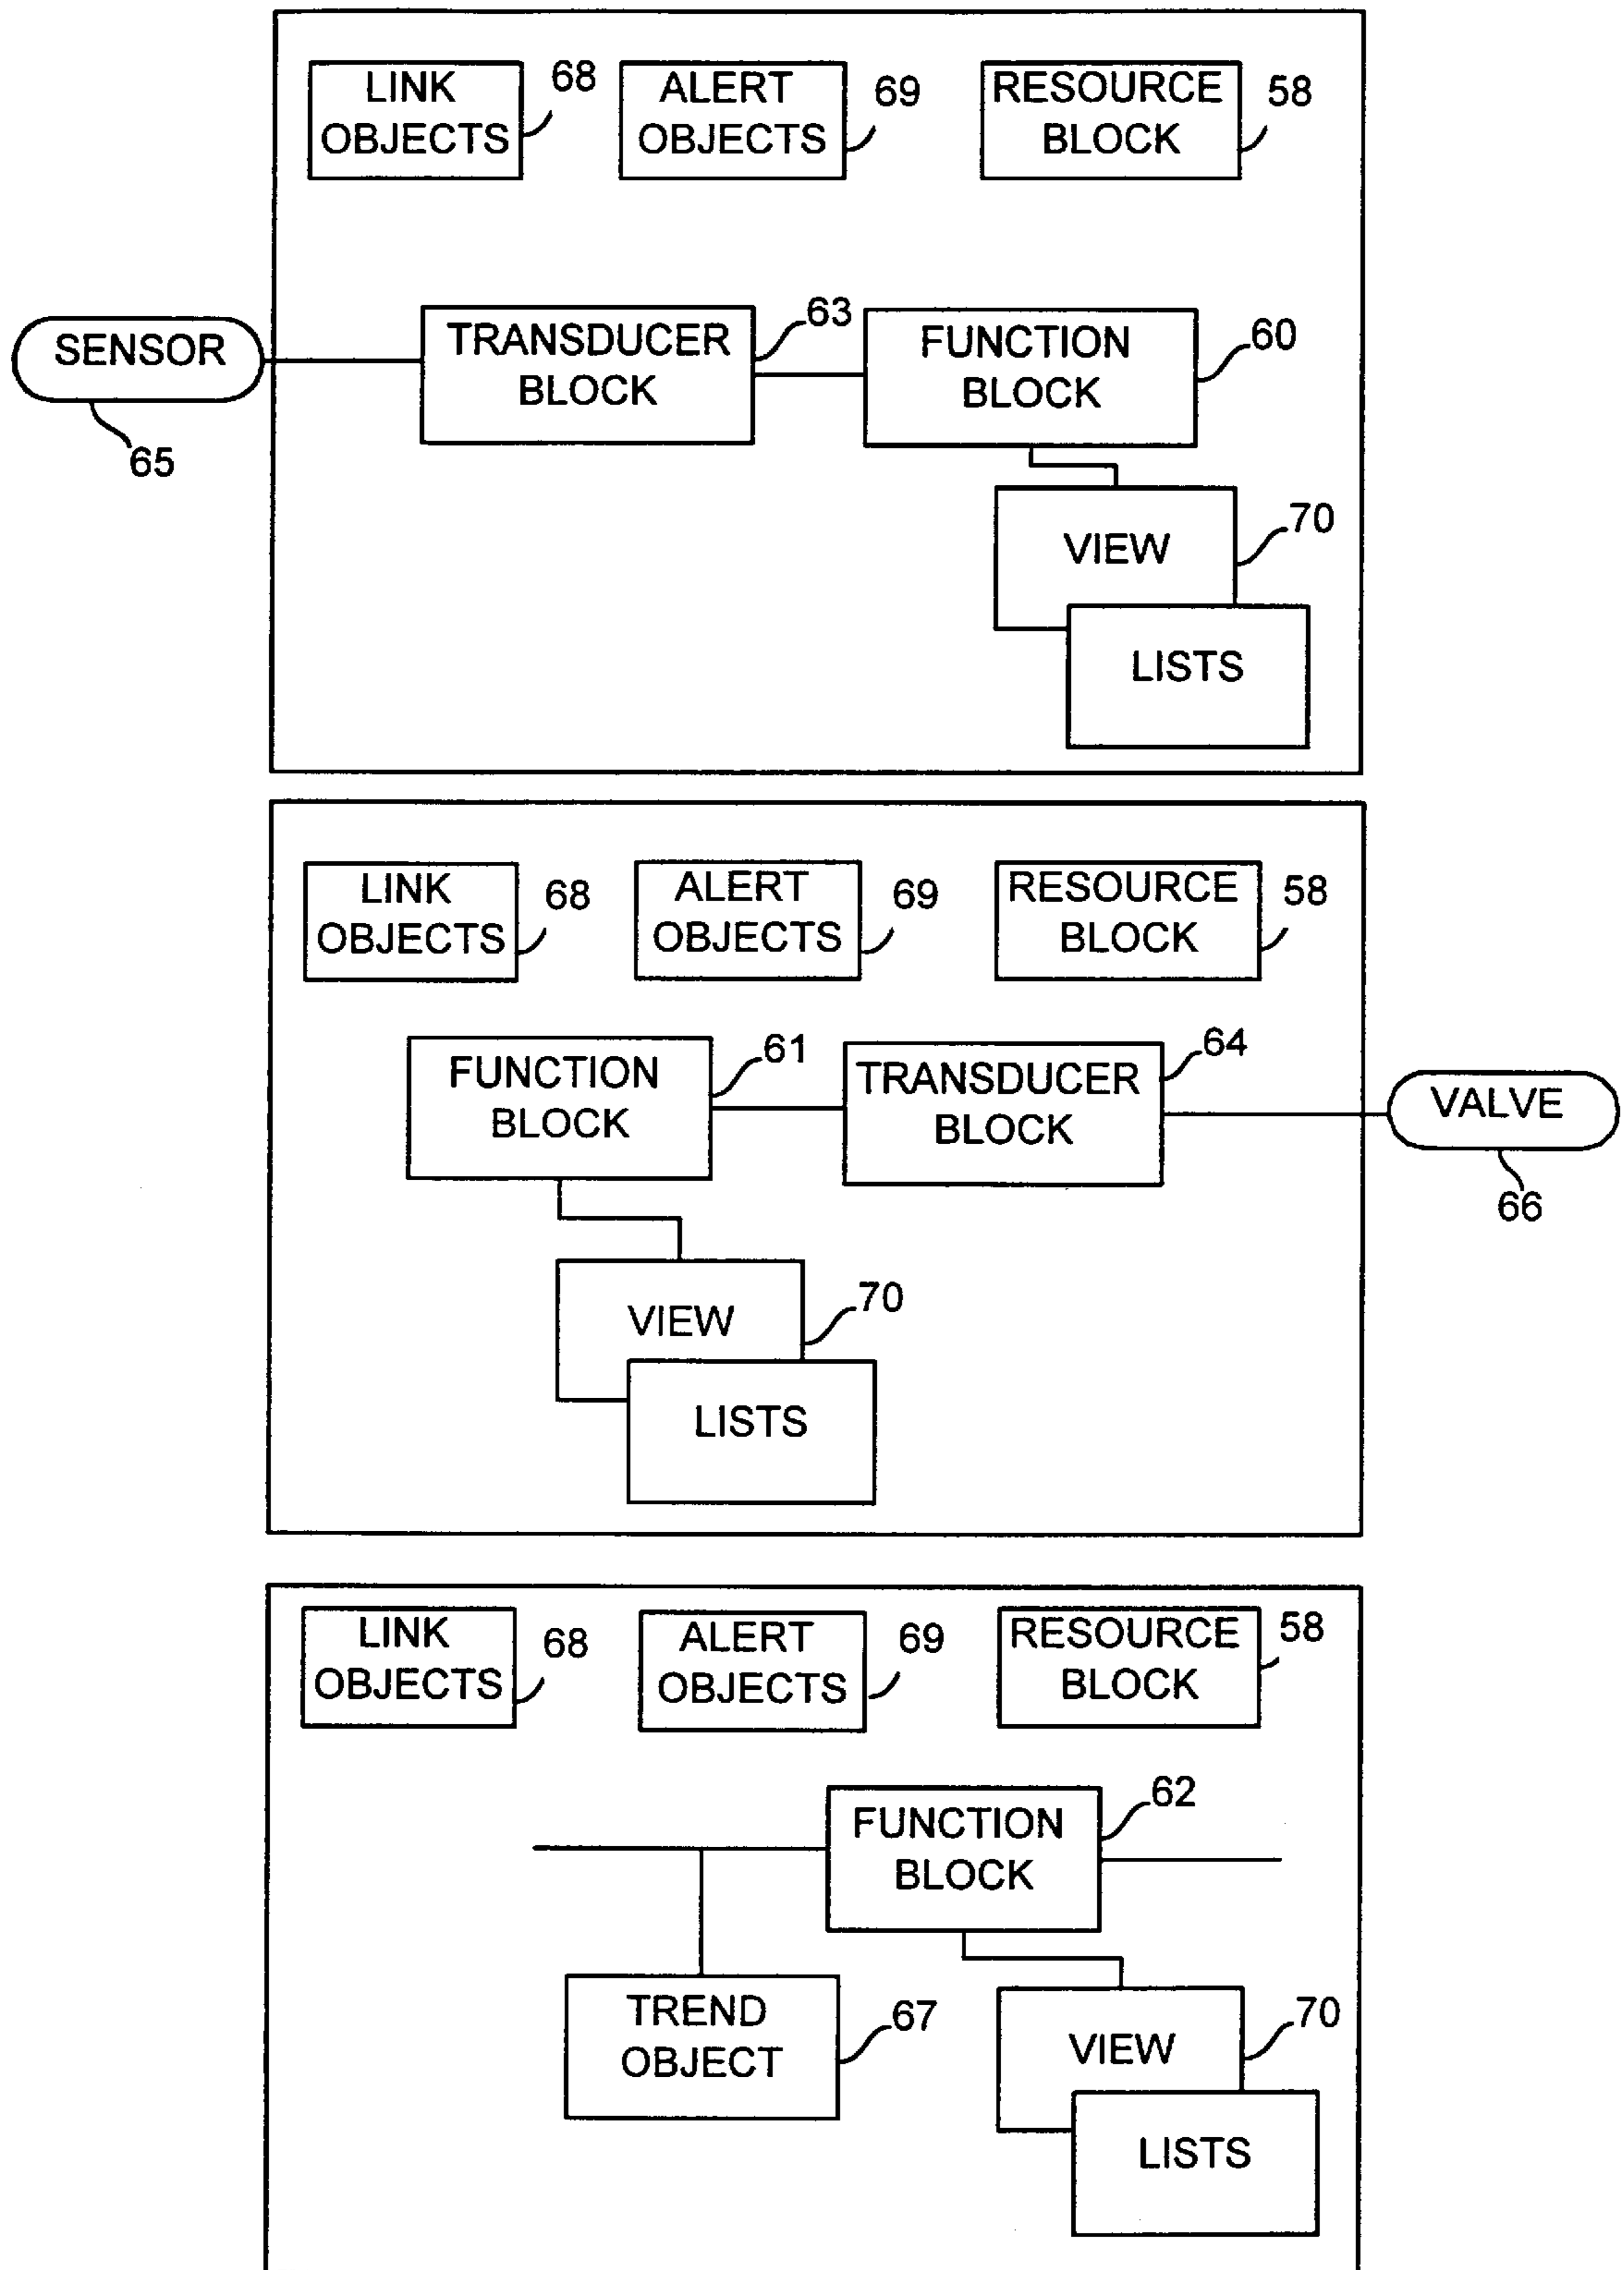 LINK
OBJECTS
68
ALERT
OBJECTS
69
RESOURCE
BLOCK
58
SENSOR
65
TRANSDUCER
BLOCK
63
FUNCTION
BLOCK
60
VIEW
70
LISTS
LINK
OBJECTS
68
ALERT
OBJECTS
69
RESOURCE
BLOCK
58
FUNCTION
BLOCK
61
TRANSDUCER
BLOCK
64
VALVE
66
VIEW
70
LISTS
LINK
OBJECTS
68
ALERT
OBJECTS
69
RESOURCE
BLOCK
58
FUNCTION
BLOCK
62
TREND
OBJECT
67
VIEW
70
LISTS